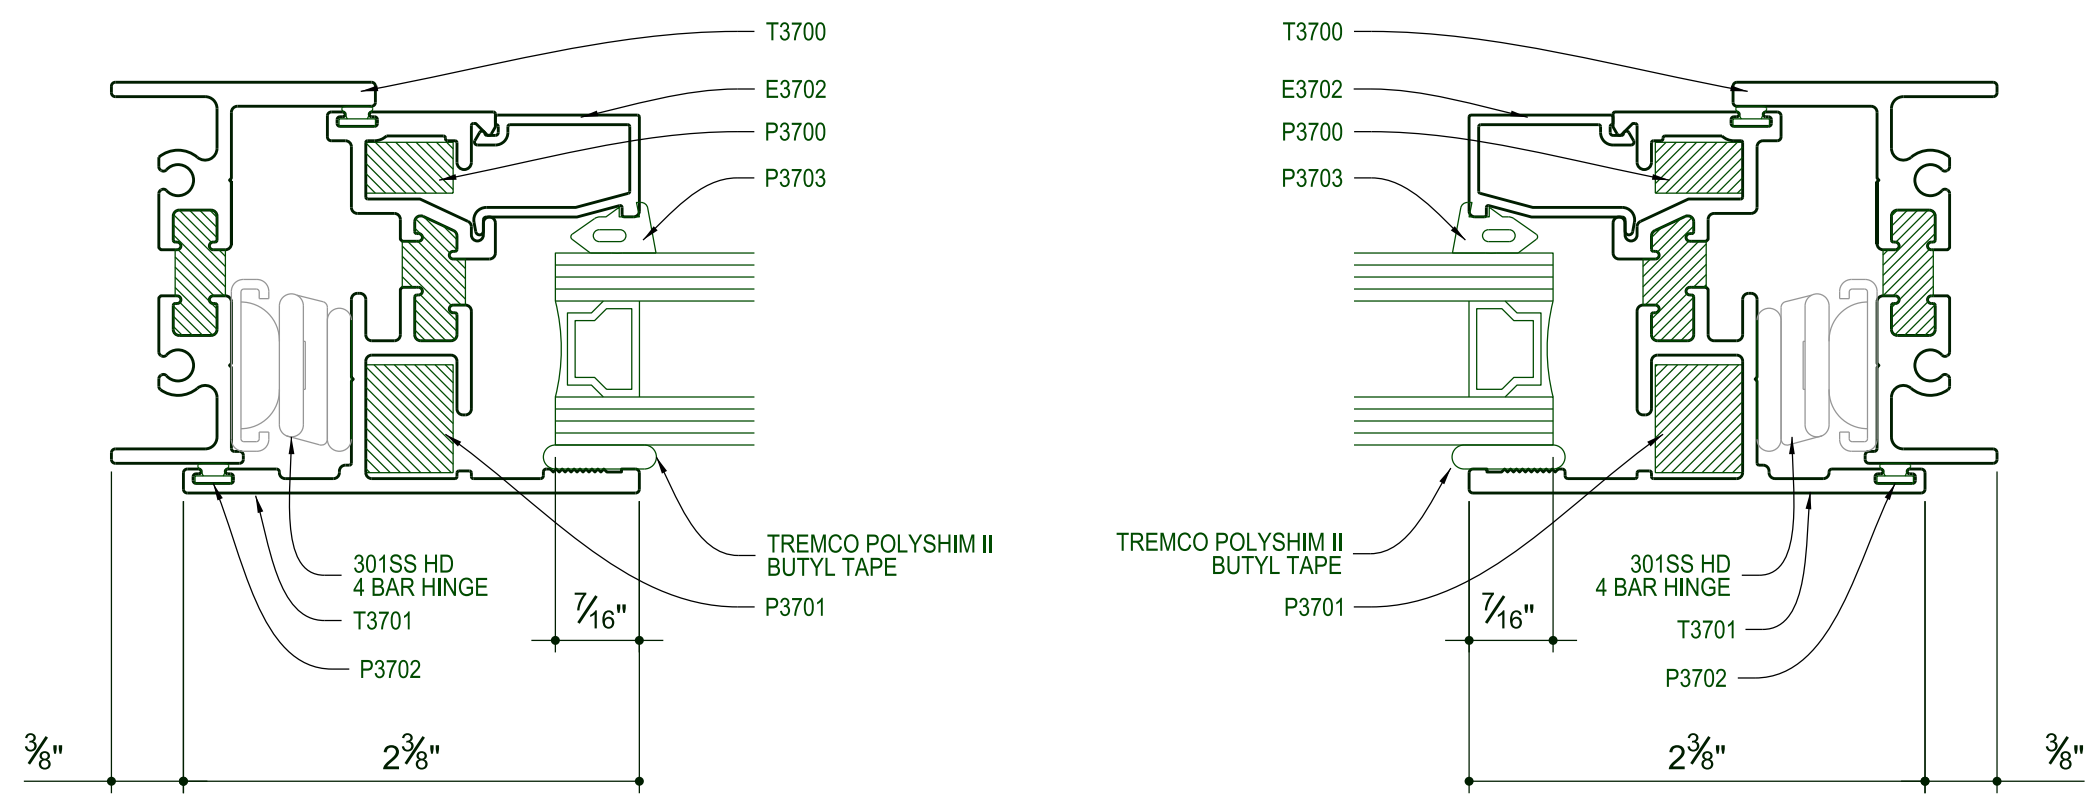 T3700
E3702
P3700
P3703
TREMCO POLYSHIM II
BUTYL TAPE
P3701
301SS HD
4 BAR HINGE
T3701
P3702
7/16"
3/8"
2 3/8"
T3700
E3702
P3700
P3703
TREMCO POLYSHIM II
BUTYL TAPE
P3701
301SS HD
4 BAR HINGE
T3701
P3702
7/16"
2 3/8"
3/8"